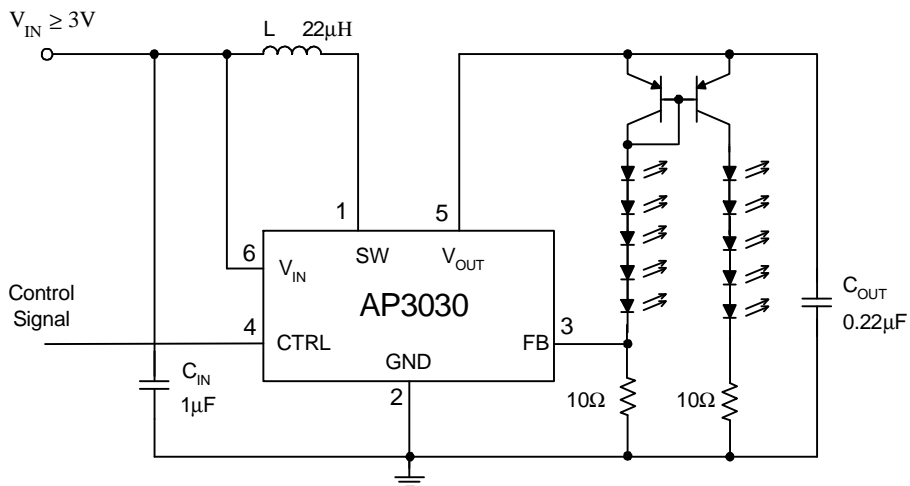 V_IN ≥ 3V
L 22μH
1
5
6
V_IN
SW
V_OUT
Control
Signal
AP3030
4
CTRL
3
FB
GND
2
C_IN
1μF
10Ω
10Ω
C_OUT
0.22μF